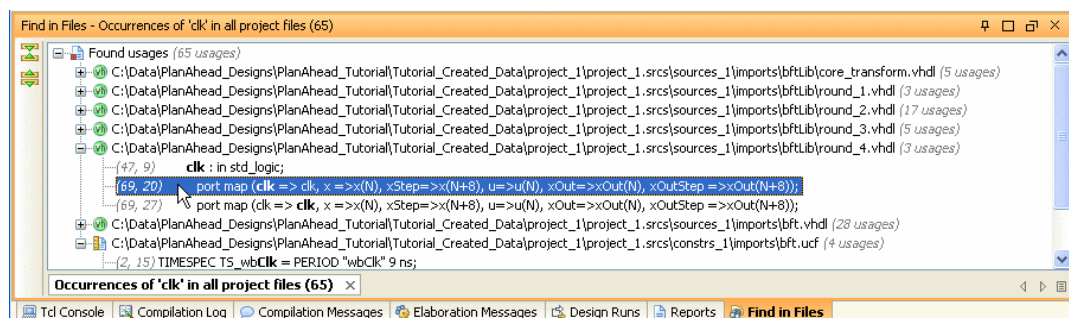 Find in Files - Occurrences of 'clk' in all project files (65)
Found usages (65 usages)
C:\Data\PlanAhead_Designs\PlanAhead_Tutorial\Tutorial_Created_Data\project_1\project_1.srcs\sources_1\imports\bftLib\core_transform.vhdl (5 usages)
C:\Data\PlanAhead_Designs\PlanAhead_Tutorial\Tutorial_Created_Data\project_1\project_1.srcs\sources_1\imports\bftLib\round_1.vhdl (3 usages)
C:\Data\PlanAhead_Designs\PlanAhead_Tutorial\Tutorial_Created_Data\project_1\project_1.srcs\sources_1\imports\bftLib\round_2.vhdl (17 usages)
C:\Data\PlanAhead_Designs\PlanAhead_Tutorial\Tutorial_Created_Data\project_1\project_1.srcs\sources_1\imports\bftLib\round_3.vhdl (5 usages)
C:\Data\PlanAhead_Designs\PlanAhead_Tutorial\Tutorial_Created_Data\project_1\project_1.srcs\sources_1\imports\bftLib\round_4.vhdl (3 usages)
(47, 9) clk : in std_logic;
(69, 20) port map (clk => clk, x =>x(N), xStep=>x(N+8), u=>u(N), xOut=>xOut(N), xOutStep =>xOut(N+8));
(69, 27) port map (clk => clk, x =>x(N), xStep=>x(N+8), u=>u(N), xOut=>xOut(N), xOutStep =>xOut(N+8));
C:\Data\PlanAhead_Designs\PlanAhead_Tutorial\Tutorial_Created_Data\project_1\project_1.srcs\sources_1\imports\bft.vhdl (28 usages)
C:\Data\PlanAhead_Designs\PlanAhead_Tutorial\Tutorial_Created_Data\project_1\project_1.srcs\constrs_1\imports\bft.ucf (4 usages)
(2, 15) TIMESPEC TS_wbClk = PERIOD "wbClk" 9 ns;
Occurrences of 'clk' in all project files (65)
Tcl Console Compilation Log Compilation Messages Elaboration Messages Design Runs Reports Find in Files